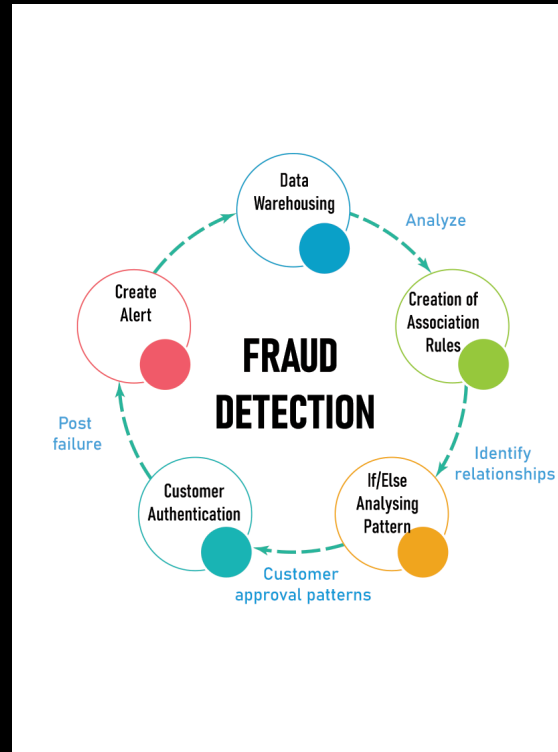 Data
Warehousing
Analyze
Creation of
Association
Rules
Identify
relationships
If/Else
Analysing
Pattern
Customer
approval patterns
Customer
Authentication
Post
failure
Create
Alert
FRAUD
DETECTION